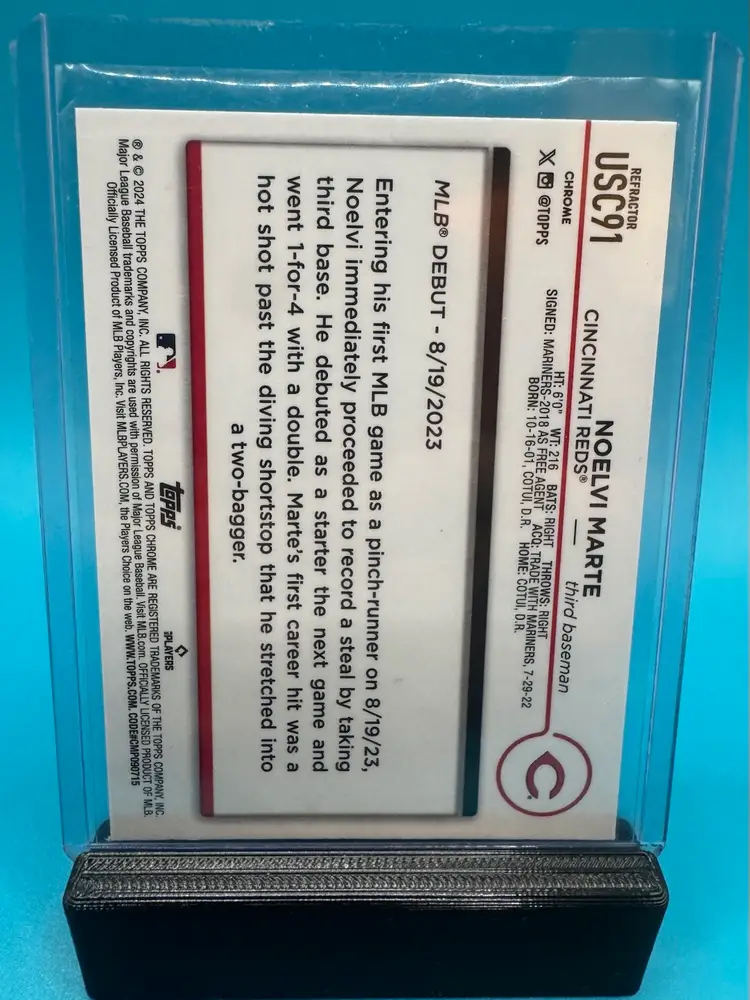 REFRACTOR
USC91
CHROME
X @TOPPS
NOELVI MARTE
CINCINNATI REDS® — third baseman
HT: 6'0" WT: 216 BATS: RIGHT THROWS: RIGHT
SIGNED: MARINERS-2018 AS FREE AGENT ACQ: TRADE WITH MARINERS, 7-29-22
BORN: 10-16-01, COTUI, D.R. HOME: COTUI, D.R.
C
MLB® DEBUT - 8/19/2023
Entering his first MLB game as a pinch-runner on 8/19/23,
Noelvi immediately proceeded to record a steal by taking
third base. He debuted as a starter the next game and
went 1-for-4 with a double. Marte's first career hit was a
hot shot past the diving shortstop that he stretched into
a two-bagger.
topps
PLAYERS
® & © 2024 THE TOPPS COMPANY, INC. ALL RIGHTS RESERVED. TOPPS AND TOPPS CHROME ARE REGISTERED TRADEMARKS OF THE TOPPS COMPANY, INC.
Major League Baseball trademarks and copyrights are used with permission of Major League Baseball. Visit MLB.com. OFFICIALLY LICENSED PRODUCT OF MLB
Officially Licensed Product of MLB Players, Inc. Visit MLBPLAYERS.COM, the Players Choice on the web. WWW.TOPPS.COM. CODE#CMP090715